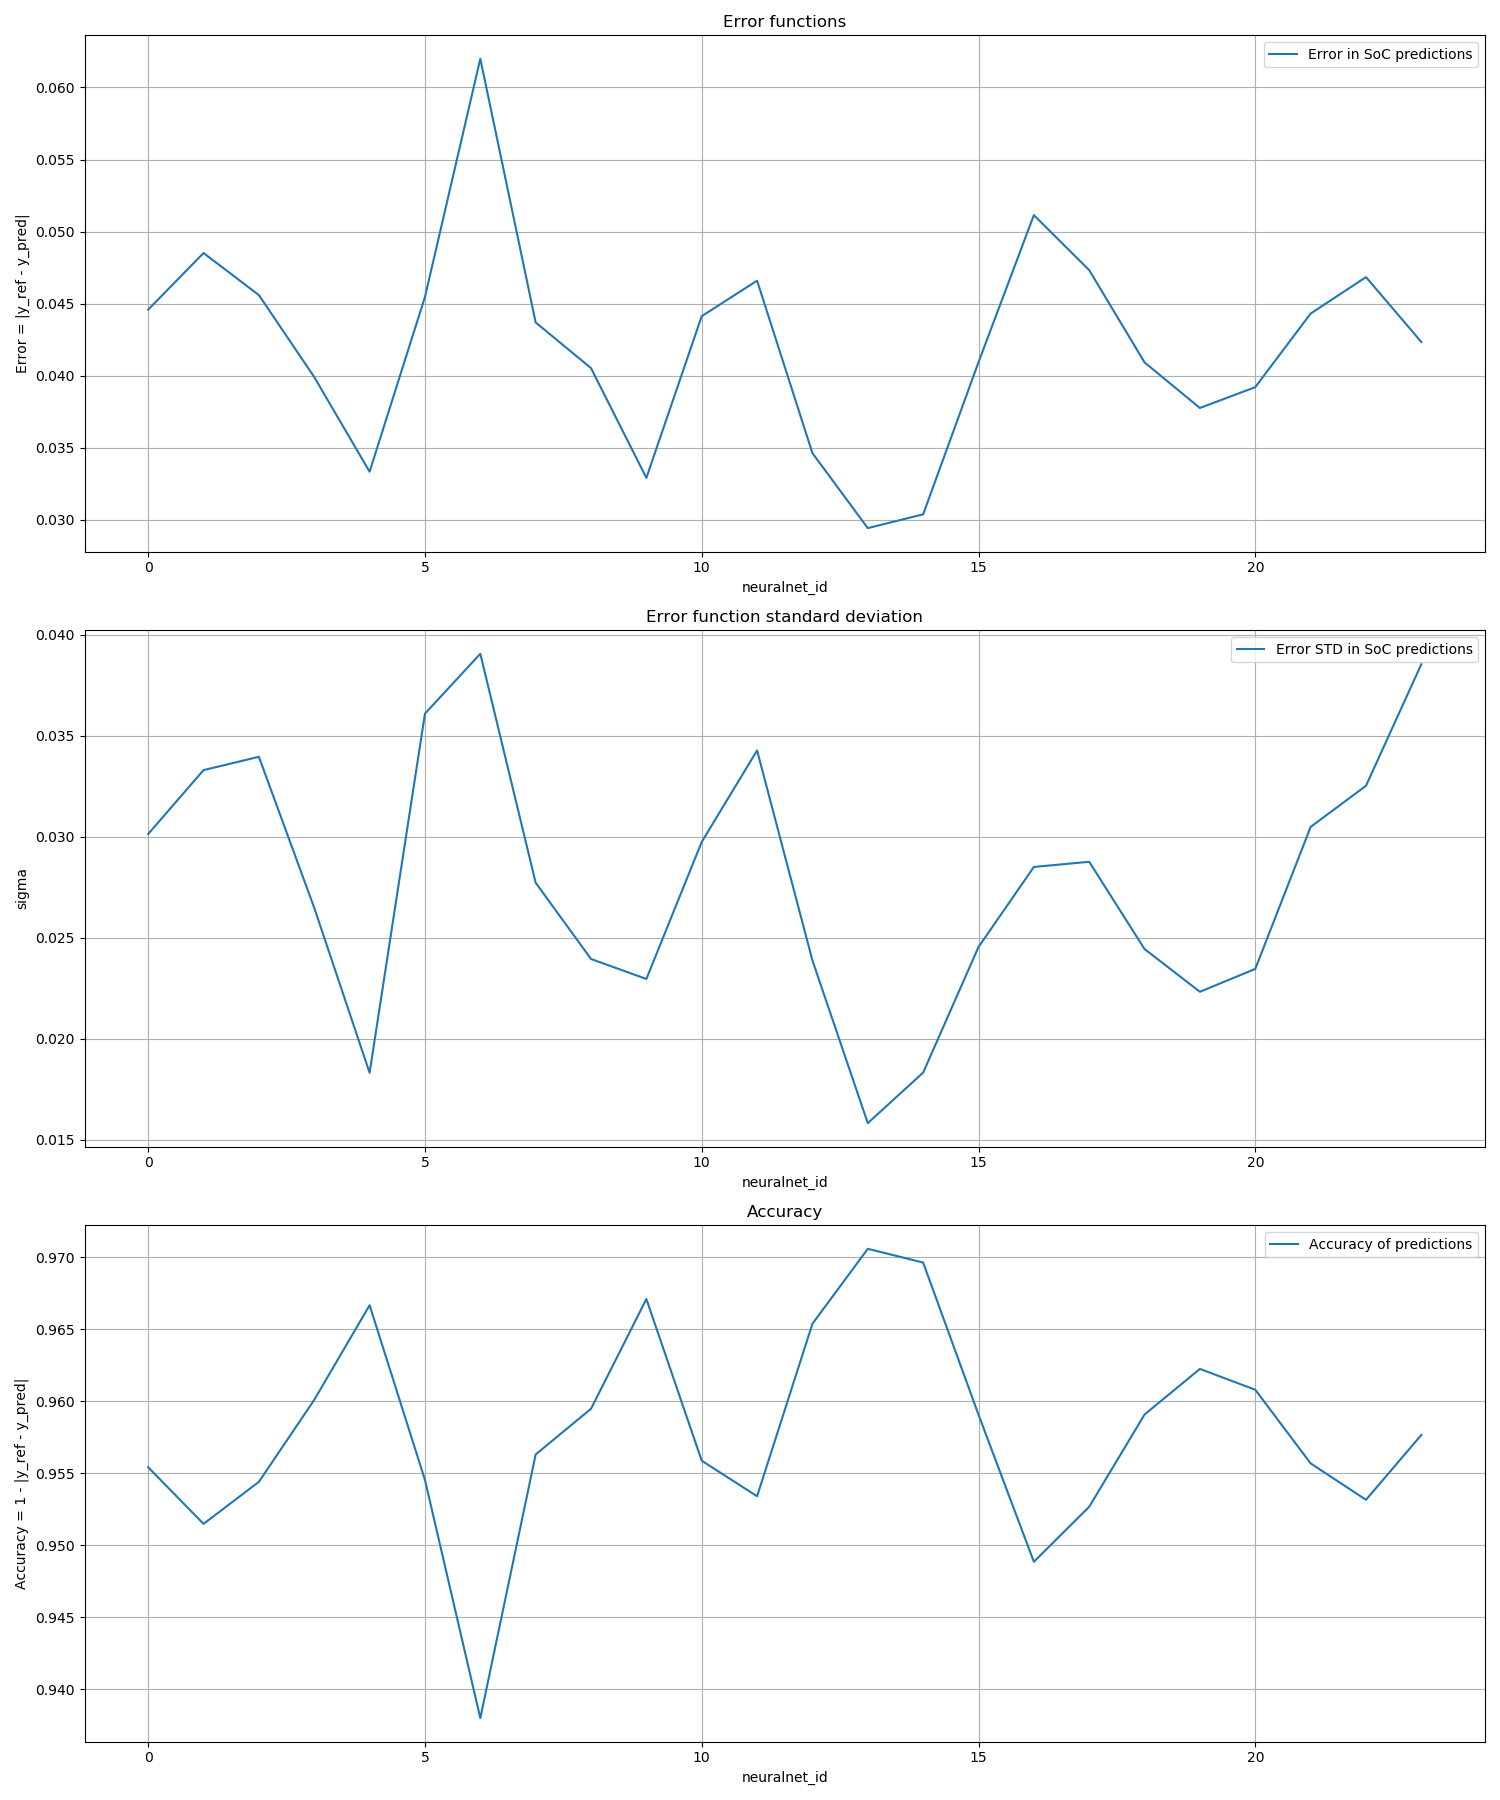 Error functions
Error in SoC predictions
0.060
0.055
0.050
0.045
0.040
0.035
0.030
Error = |y_ref - y_pred|
0 5 10 15 20
neuralnet_id
Error function standard deviation
Error STD in SoC predictions
0.040
0.035
0.030
0.025
0.020
0.015
sigma
0 5 10 15 20
neuralnet_id
Accuracy
Accuracy of predictions
0.970
0.965
0.960
0.955
0.950
0.945
0.940
Accuracy = 1 - |y_ref - y_pred|
0 5 10 15 20
neuralnet_id